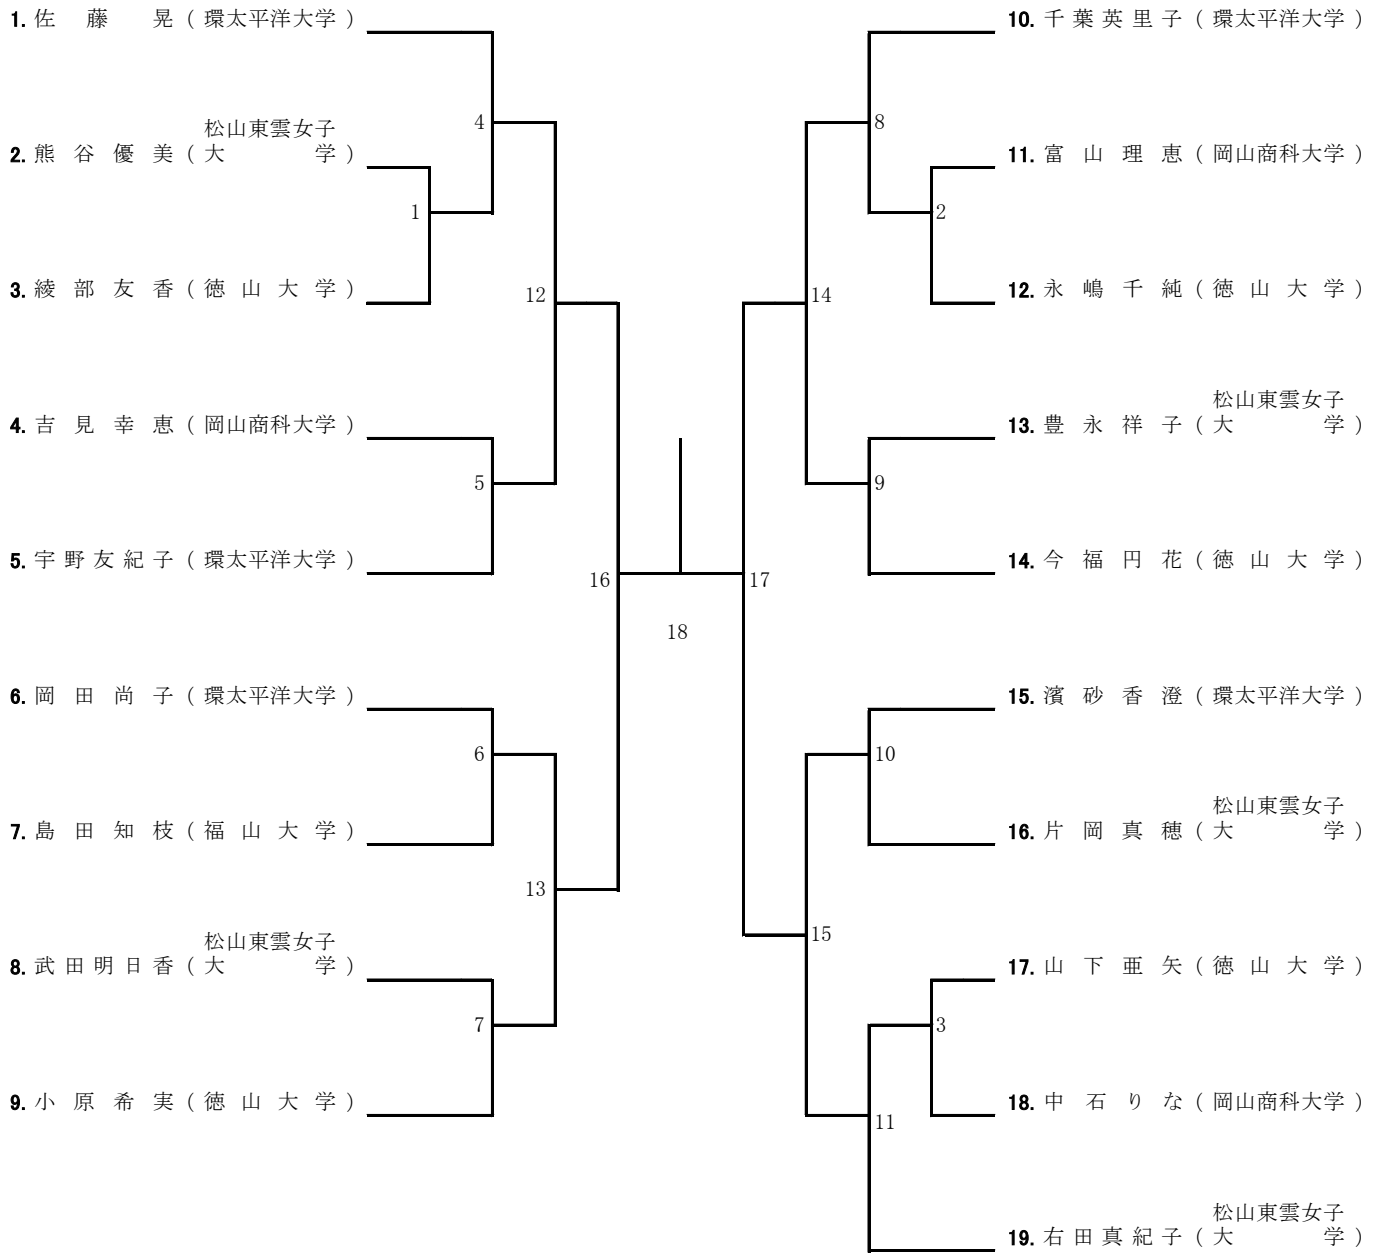 1. 佐藤晃 ( 環太平洋大学 )
松山東雲女子
2. 熊谷優美 ( 大学 )
3. 綾部友香 ( 徳山大学 )
4. 吉見幸恵 ( 岡山商科大学 )
5. 宇野友紀子 ( 環太平洋大学 )
6. 岡田尚子 ( 環太平洋大学 )
7. 島田知枝 ( 福山大学 )
松山東雲女子
8. 武田明日香 ( 大学 )
9. 小原希実 ( 徳山大学 )
4
1
12
5
16
6
13
7
18
10. 千葉英里子 ( 環太平洋大学 )
11. 富山理恵 ( 岡山商科大学 )
12. 永嶋千純 ( 徳山大学 )
松山東雲女子
13. 豊永祥子 ( 大学 )
14. 今福円花 ( 徳山大学 )
15. 濱砂香澄 ( 環太平洋大学 )
松山東雲女子
16. 片岡真穂 ( 大学 )
17. 山下亜矢 ( 徳山大学 )
18. 中石りな ( 岡山商科大学 )
松山東雲女子
19. 右田真紀子 ( 大学 )
8
2
14
9
17
10
15
3
11